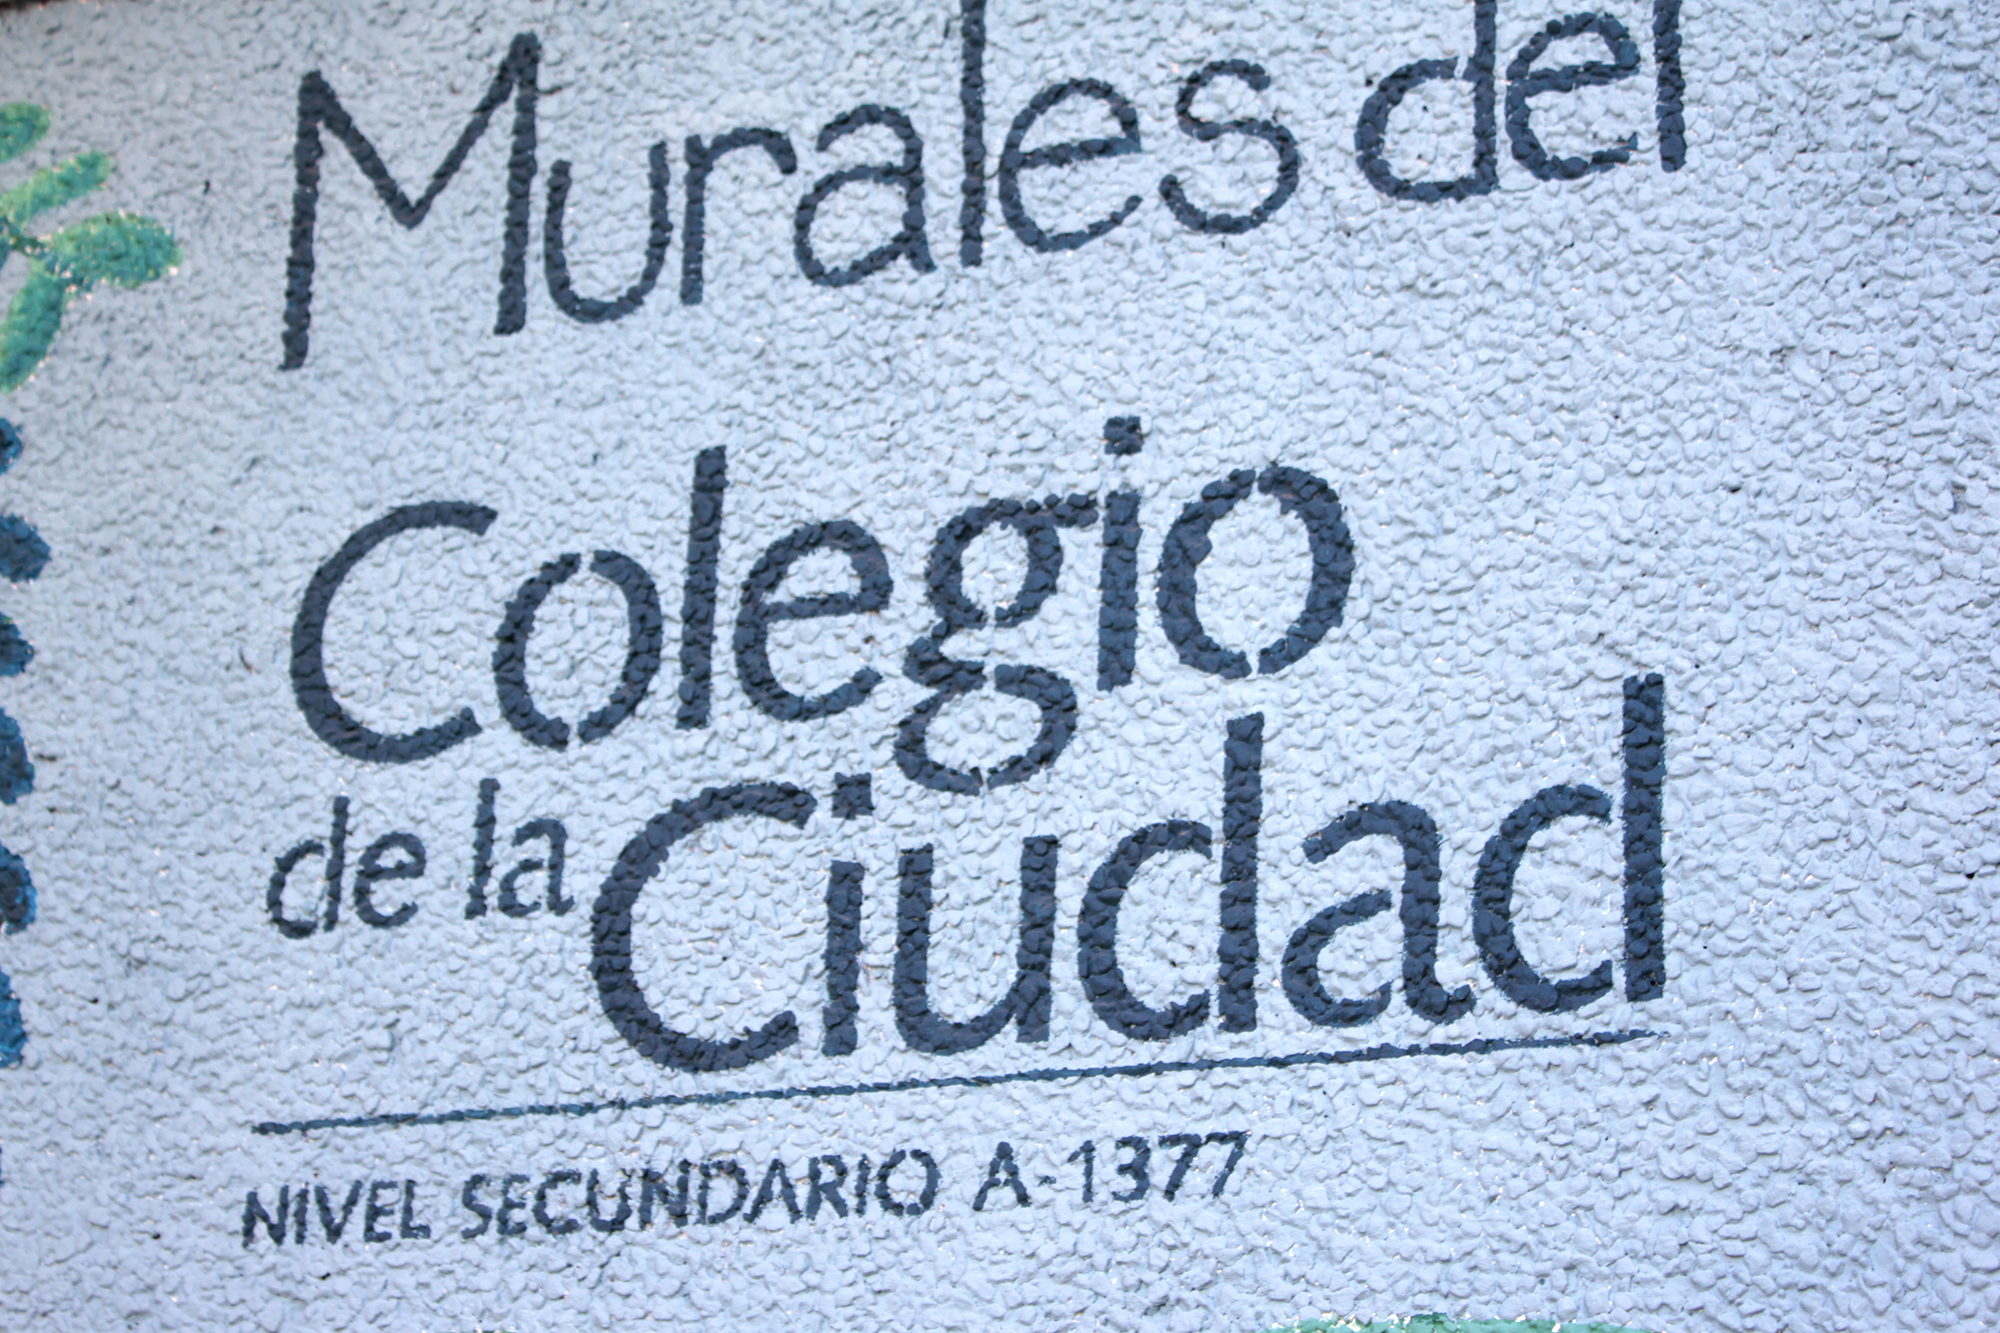 Murales del
Colegio
de la Ciudad
NIVEL SECUNDARIO A-1377